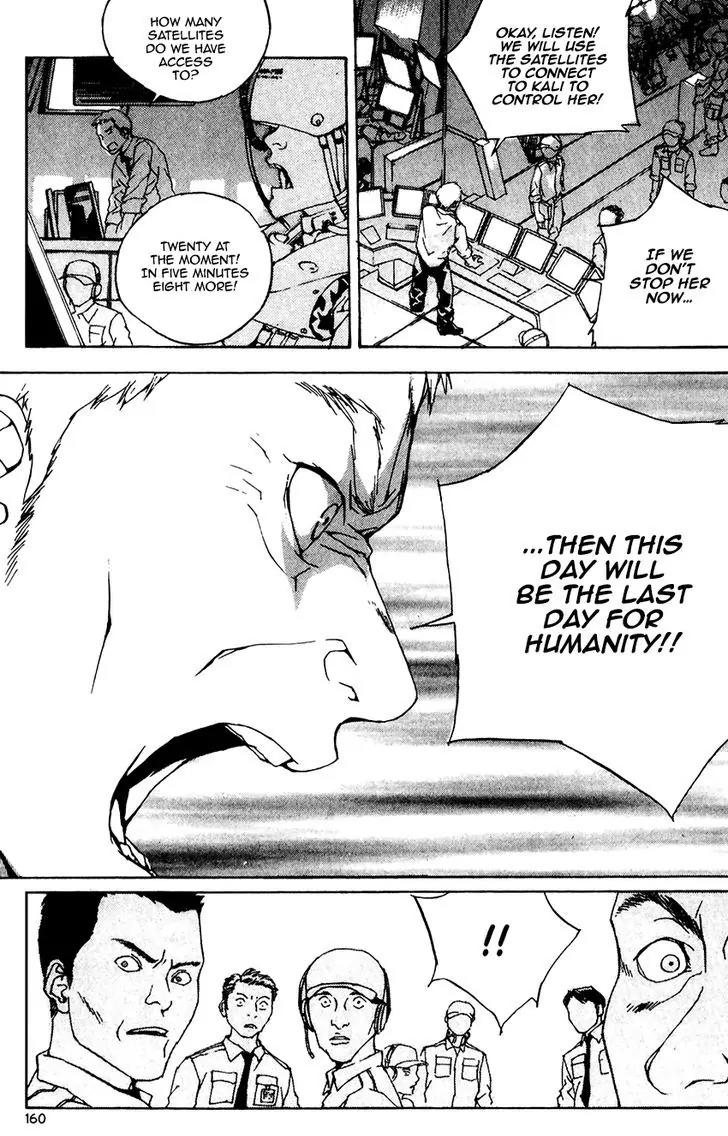 HOW MANY
SATELLITES
DO WE HAVE
ACCESS
TO?
TWENTY AT
THE MOMENT!
IN FIVE MINUTES
EIGHT MORE!
OKAY, LISTEN!
WE WILL USE
THE SATELLITES
TO CONNECT
TO KALI TO
CONTROL HER!
IF WE
DON'T
STOP HER
NOW...
...THEN THIS
DAY WILL
BE THE LAST
DAY FOR
HUMANITY!!
!!
160